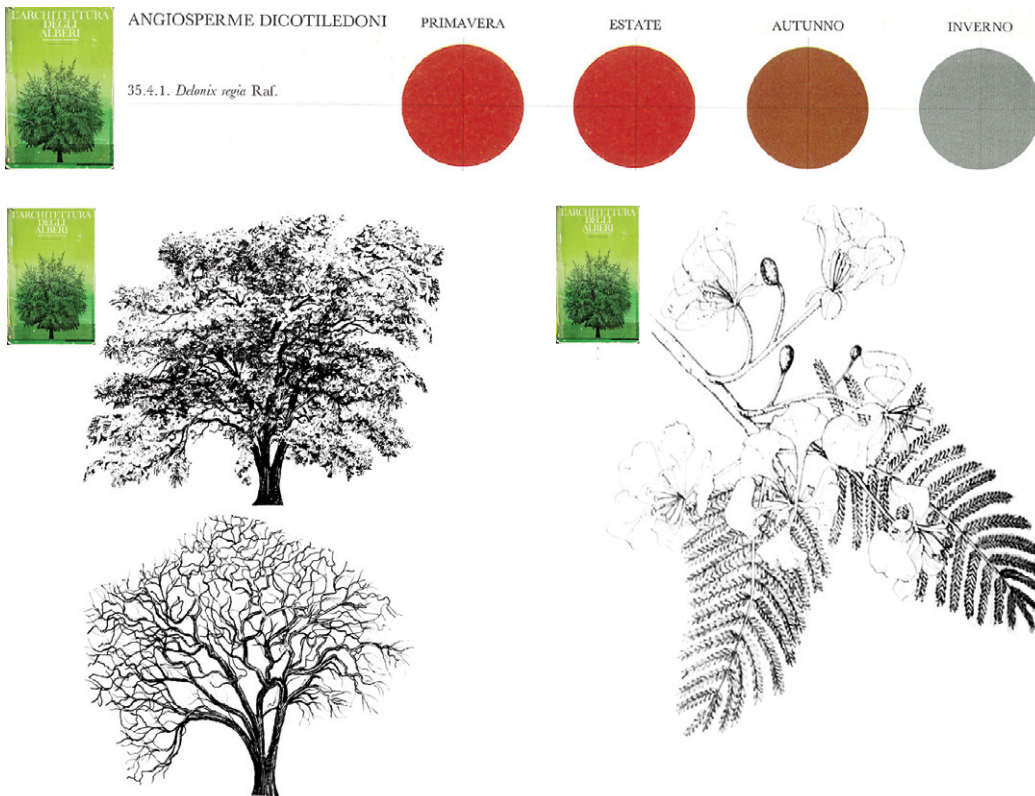 L'ARCHITETTURA
DEGLI
ALBERI
ANGIOSPERME DICOTILEDONI
PRIMAVERA
ESTATE
AUTUNNO
INVERNO
35.4.1. Delonix regia Raf.
L'ARCHITETTURA
DEGLI
ALBERI
L'ARCHITETTURA
DEGLI
ALBERI